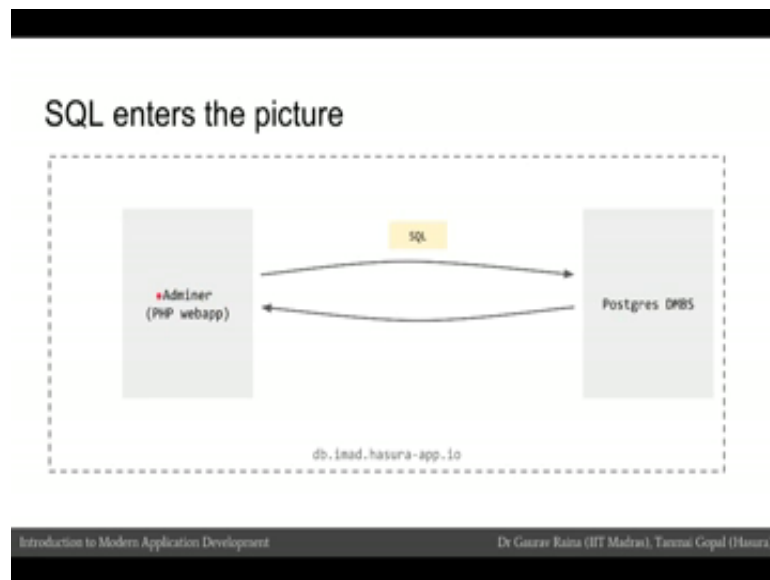 SQL enters the picture
SQL
Adminer
(PHP webapp)
Postgres DMBS
db.imad.hasura-app.io
Introduction to Modern Application Development
Dr Gaurav Raina (IIT Madras), Tanmai Gopal (Hasura